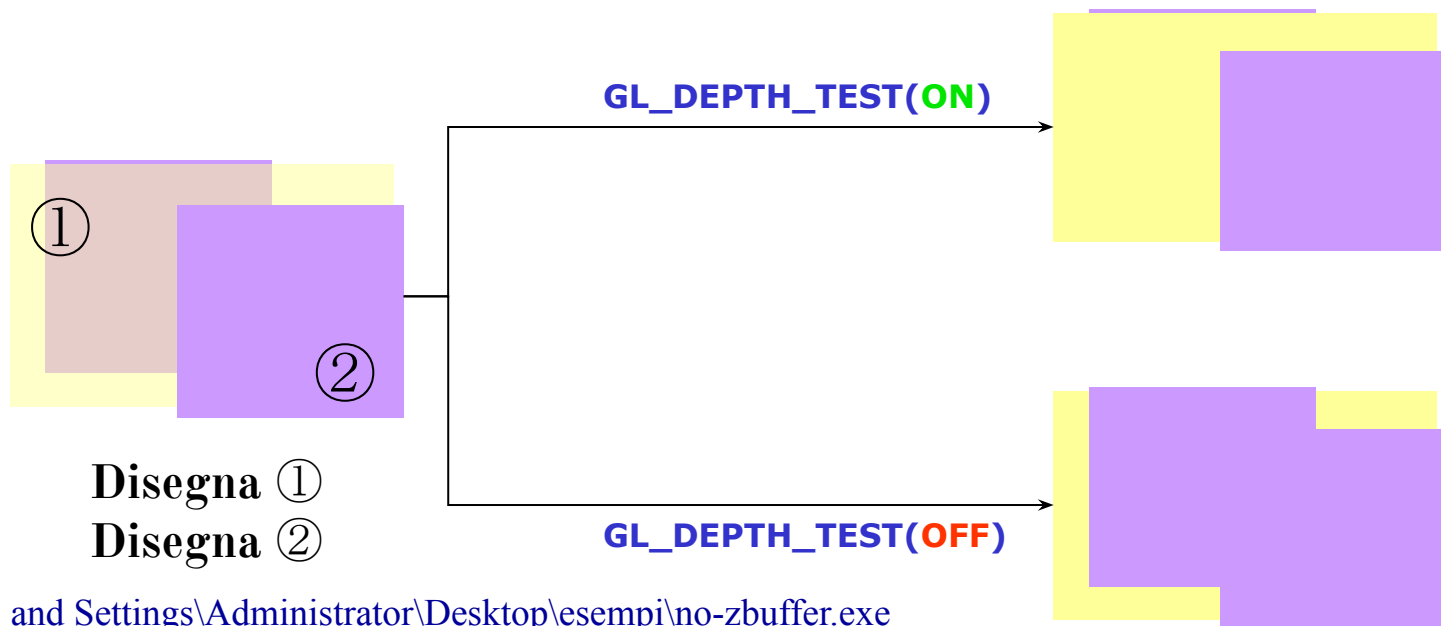 GL_DEPTH_TEST(ON)
①
②
Disegna ①
Disegna ②
GL_DEPTH_TEST(OFF)
and Settings\Administrator\Desktop\esempi\no-zbuffer.exe